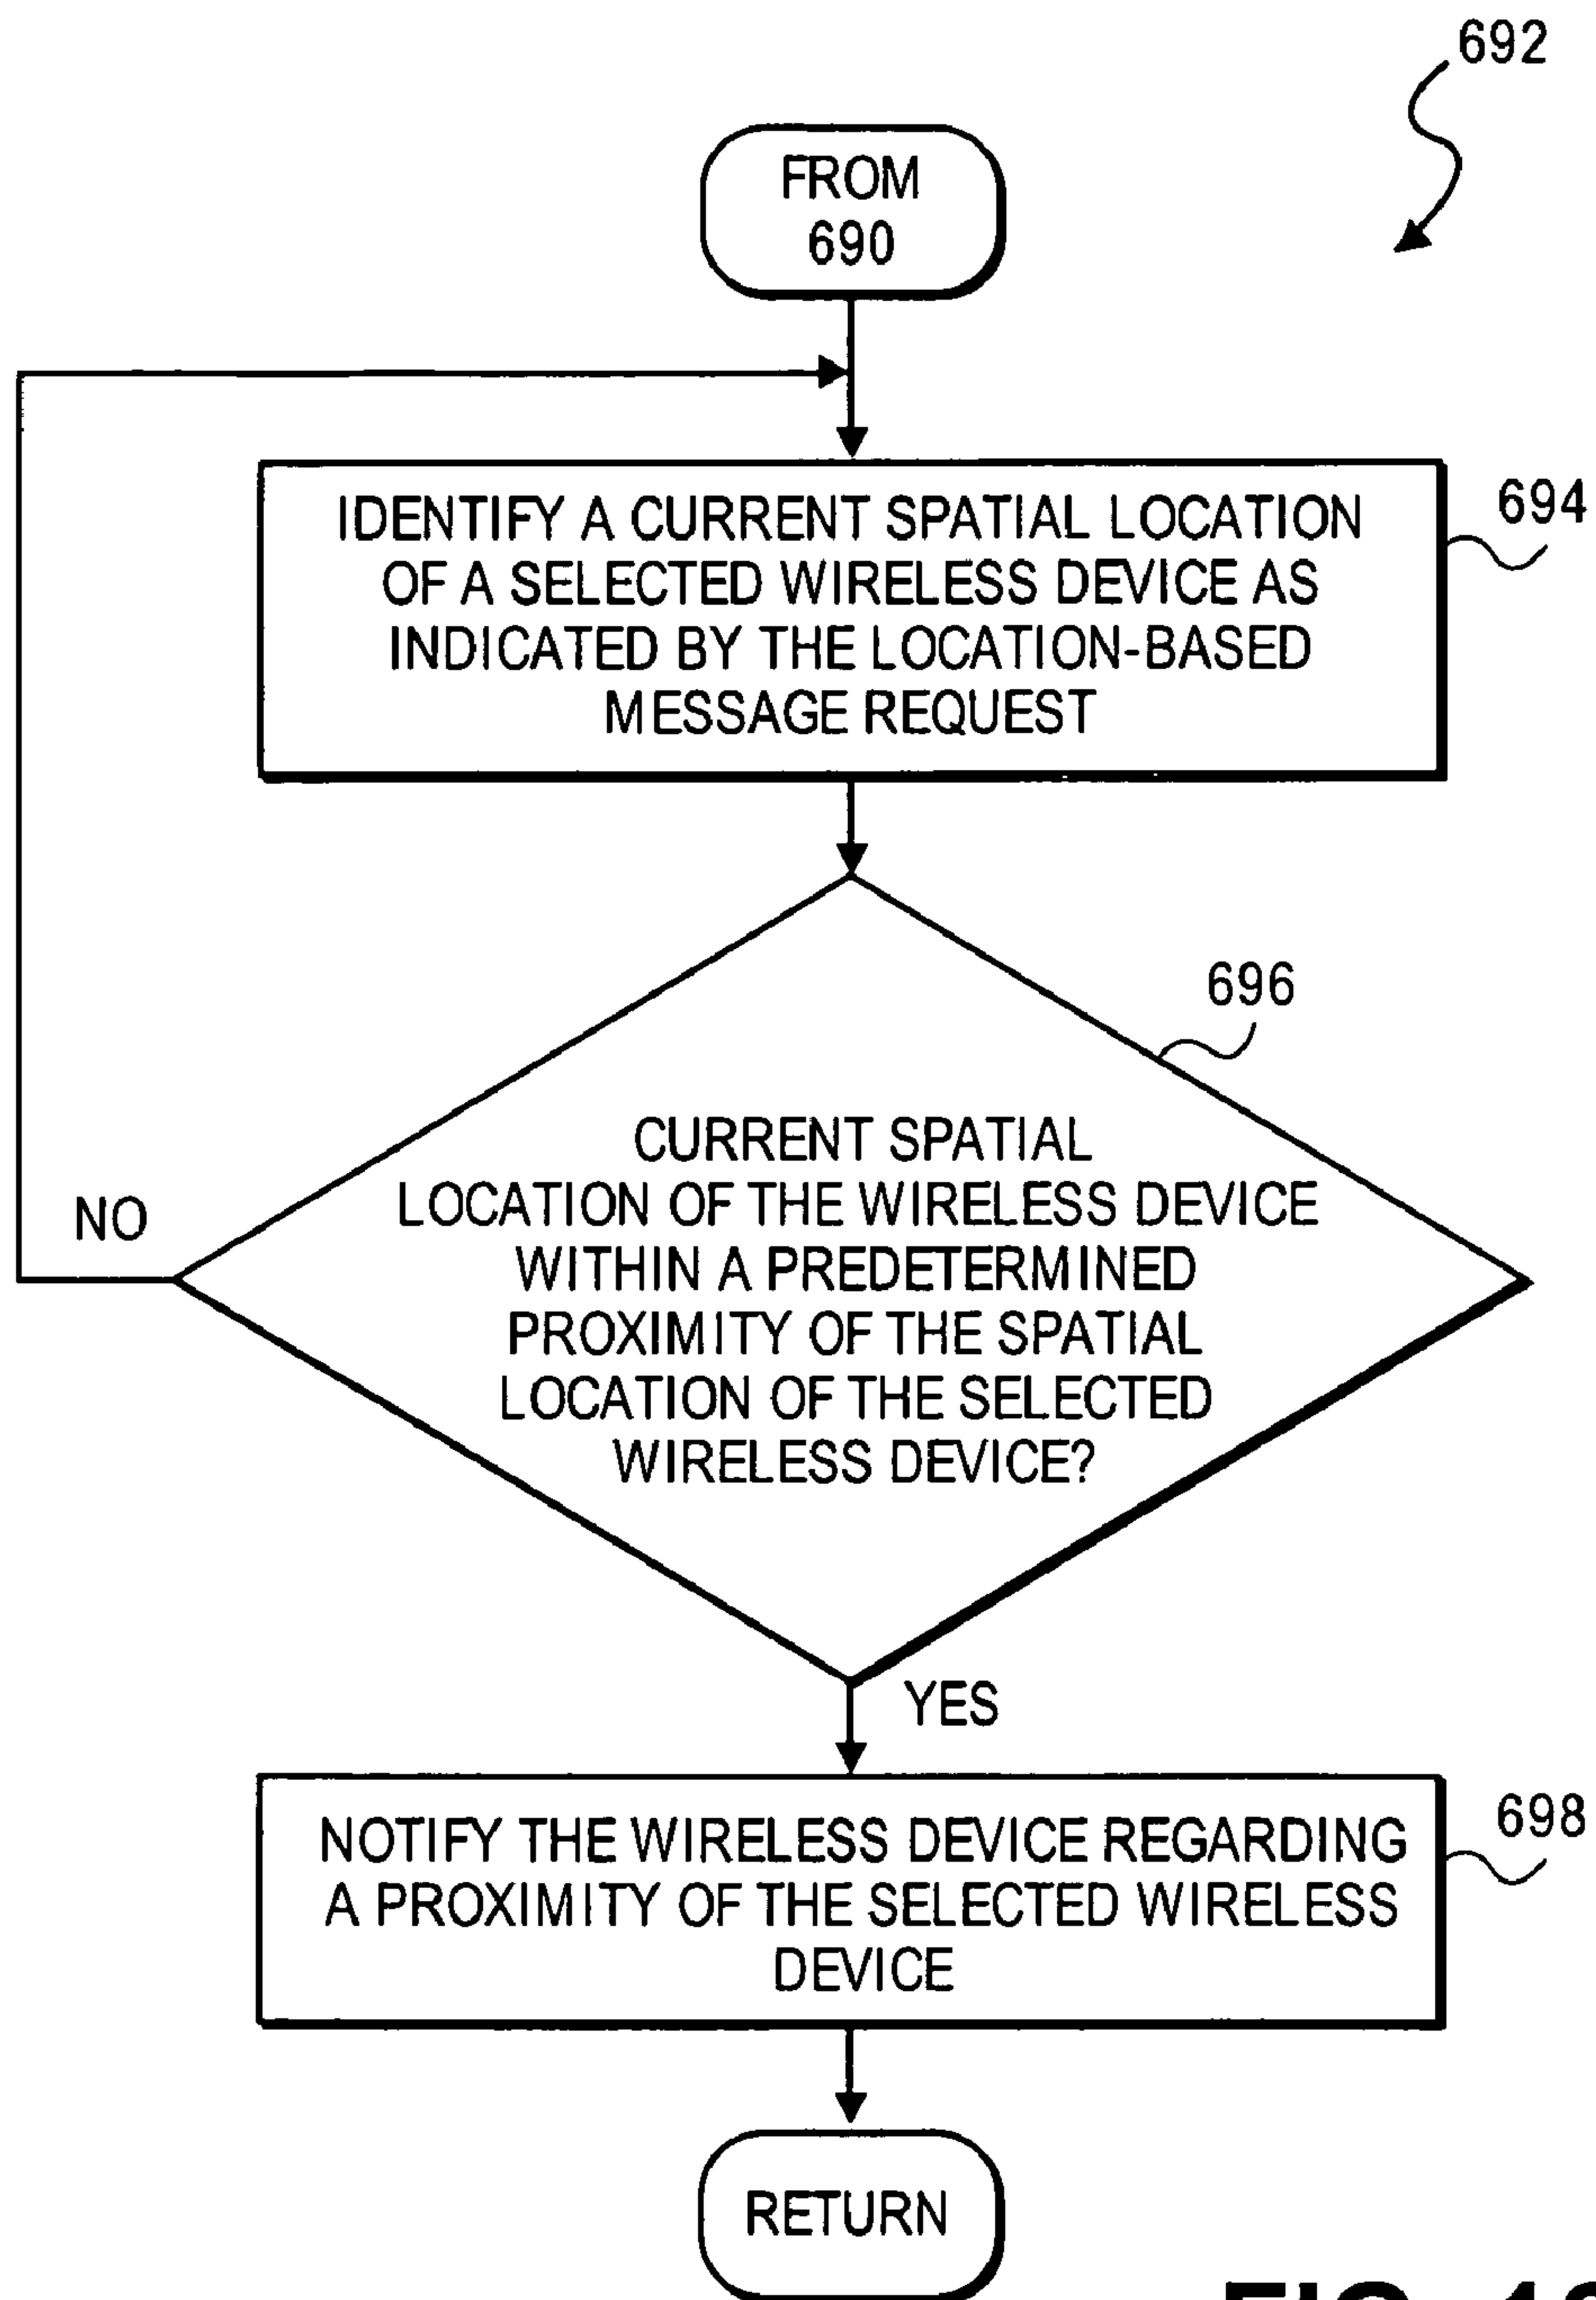 692
FROM
690
IDENTIFY A CURRENT SPATIAL LOCATION
OF A SELECTED WIRELESS DEVICE AS
INDICATED BY THE LOCATION-BASED
MESSAGE REQUEST
694
696
CURRENT SPATIAL
LOCATION OF THE WIRELESS DEVICE
WITHIN A PREDETERMINED
PROXIMITY OF THE SPATIAL
LOCATION OF THE SELECTED
WIRELESS DEVICE?
NO
YES
NOTIFY THE WIRELESS DEVICE REGARDING
A PROXIMITY OF THE SELECTED WIRELESS
DEVICE
698
RETURN